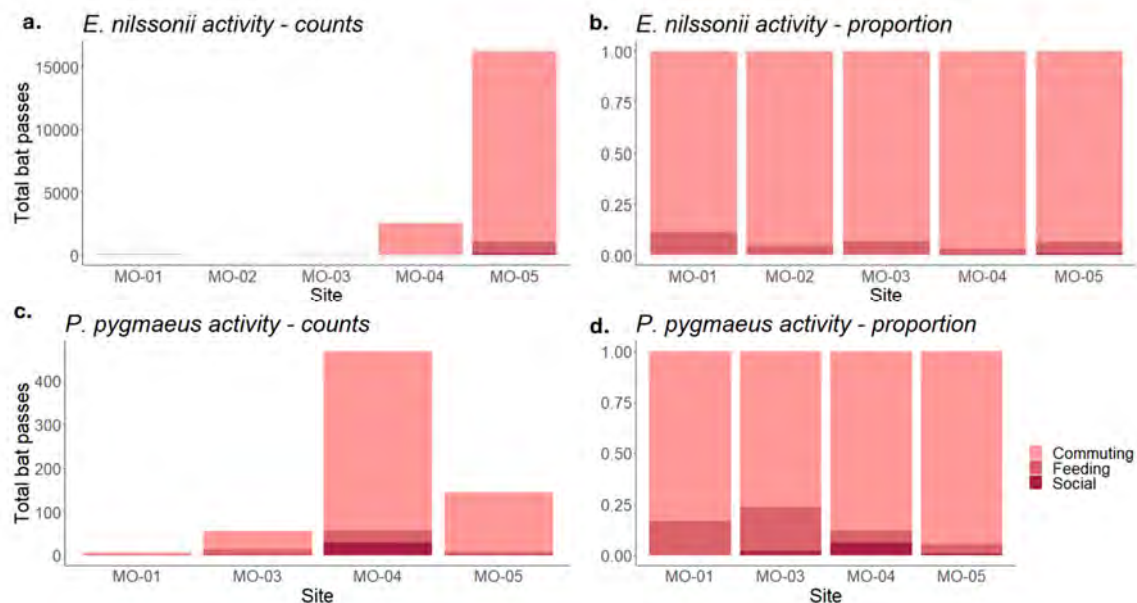 a. E. nilssonii activity - counts
Total bat passes
15000
10000
5000
0
MO-01 MO-02 MO-03 MO-04 MO-05
Site
b. E. nilssonii activity - proportion
1.00
0.75
0.50
0.25
0.00
MO-01 MO-02 MO-03 MO-04 MO-05
Site
c. P. pygmaeus activity - counts
Total bat passes
400
300
200
100
0
MO-01 MO-03 MO-04 MO-05
Site
d. P. pygmaeus activity - proportion
1.00
0.75
0.50
0.25
0.00
MO-01 MO-03 MO-04 MO-05
Site
Commuting
Feeding
Social